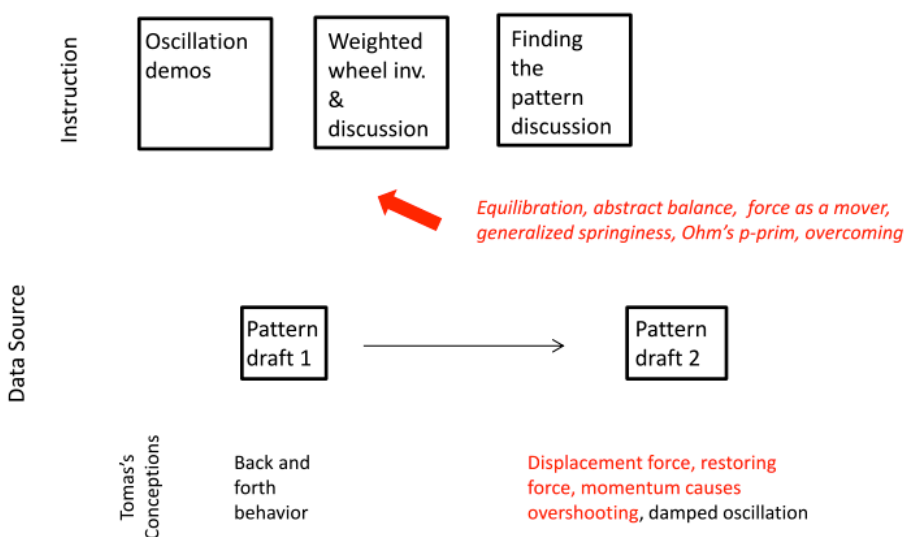 Instruction
Oscillation
demos
Weighted
wheel inv.
&
discussion
Finding
the
pattern
discussion
Equilibration, abstract balance,  force as a mover,
generalized springiness, Ohm's p-prim, overcoming
Data Source
Pattern
draft 1
Pattern
draft 2
Tomas's
Conceptions
Back and
forth
behavior
Displacement force, restoring
force, momentum causes
overshooting, damped oscillation